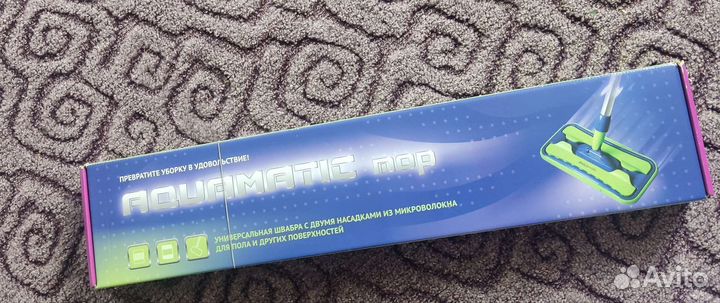 ПРЕВРАТИТЕ УБОРКУ В УДОВОЛЬСТВИЕ!
AQUAMATIC mop
УНИВЕРСАЛЬНАЯ ШВАБРА С ДВУМЯ НАСАДКАМИ ИЗ МИКРОВОЛОКНА
ДЛЯ ПОЛА И ДРУГИХ ПОВЕРХНОСТЕЙ
Avito